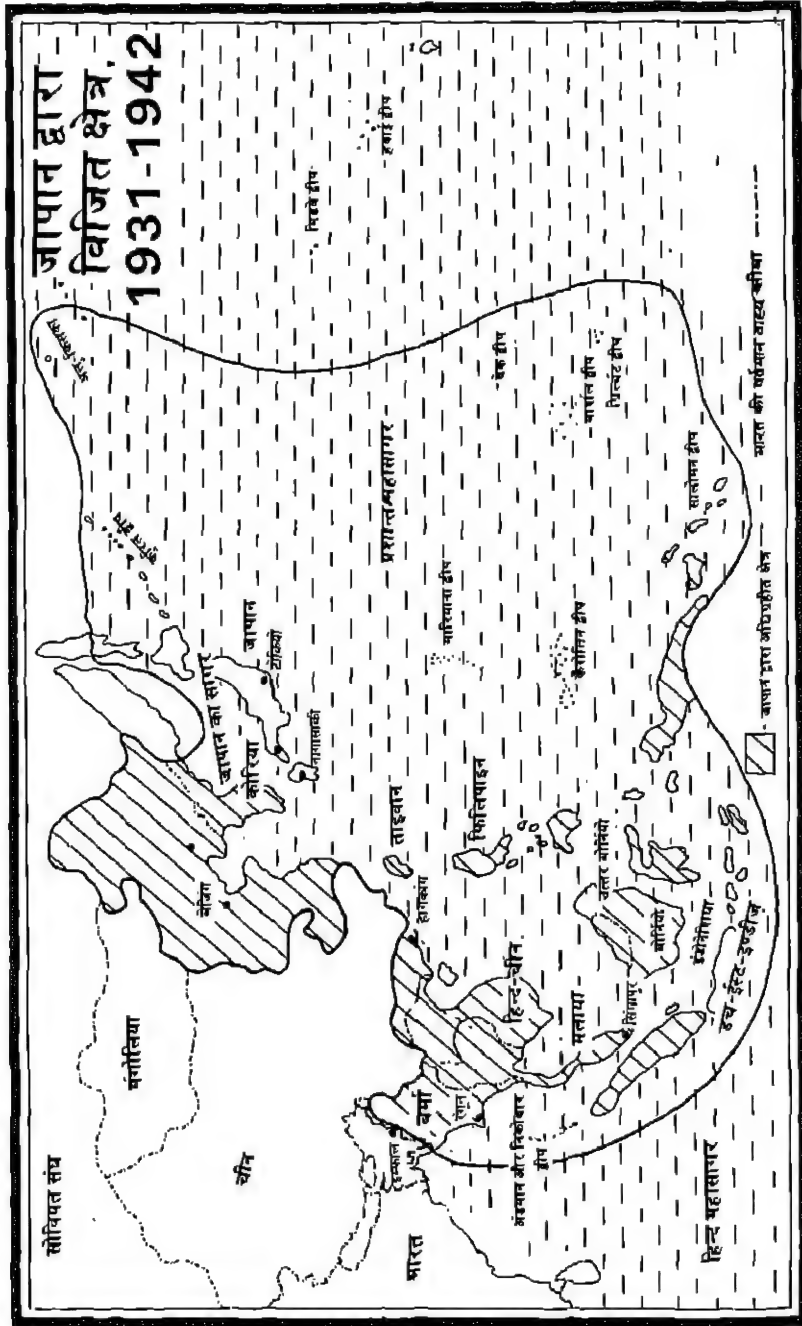 जापान द्वारा
विजित क्षेत्र,
1931-1942
सोवियत संघ
मंगोलिया
चीन
भारत
बेजिंग
जापान का सागर
कोरिया
जापान
टोकियो
नागासाकी
कुरिल द्वीप
मिडवे द्वीप
हवाई द्वीप
प्रशान्त महासागर
वेक द्वीप
मारियाना द्वीप
मार्शल द्वीप
गिल्बर्ट द्वीप
कैरोलिन द्वीप
सालोमन द्वीप
ताइवान
हांगकांग
फिलिपाइन
इम्फाल
बर्मा
रंगून
हिन्द-चीन
मलाया
सिंगापुर
उत्तर बोर्नियो
बोर्नियो
इंडोनेशिया
डच-ईस्ट-इण्डीज़
अंडमान और निकोबार
द्वीप
हिन्द महासागर
जापान द्वारा अधिग्रहीत क्षेत्र
भारत की वर्तमान वाह्य सीमा